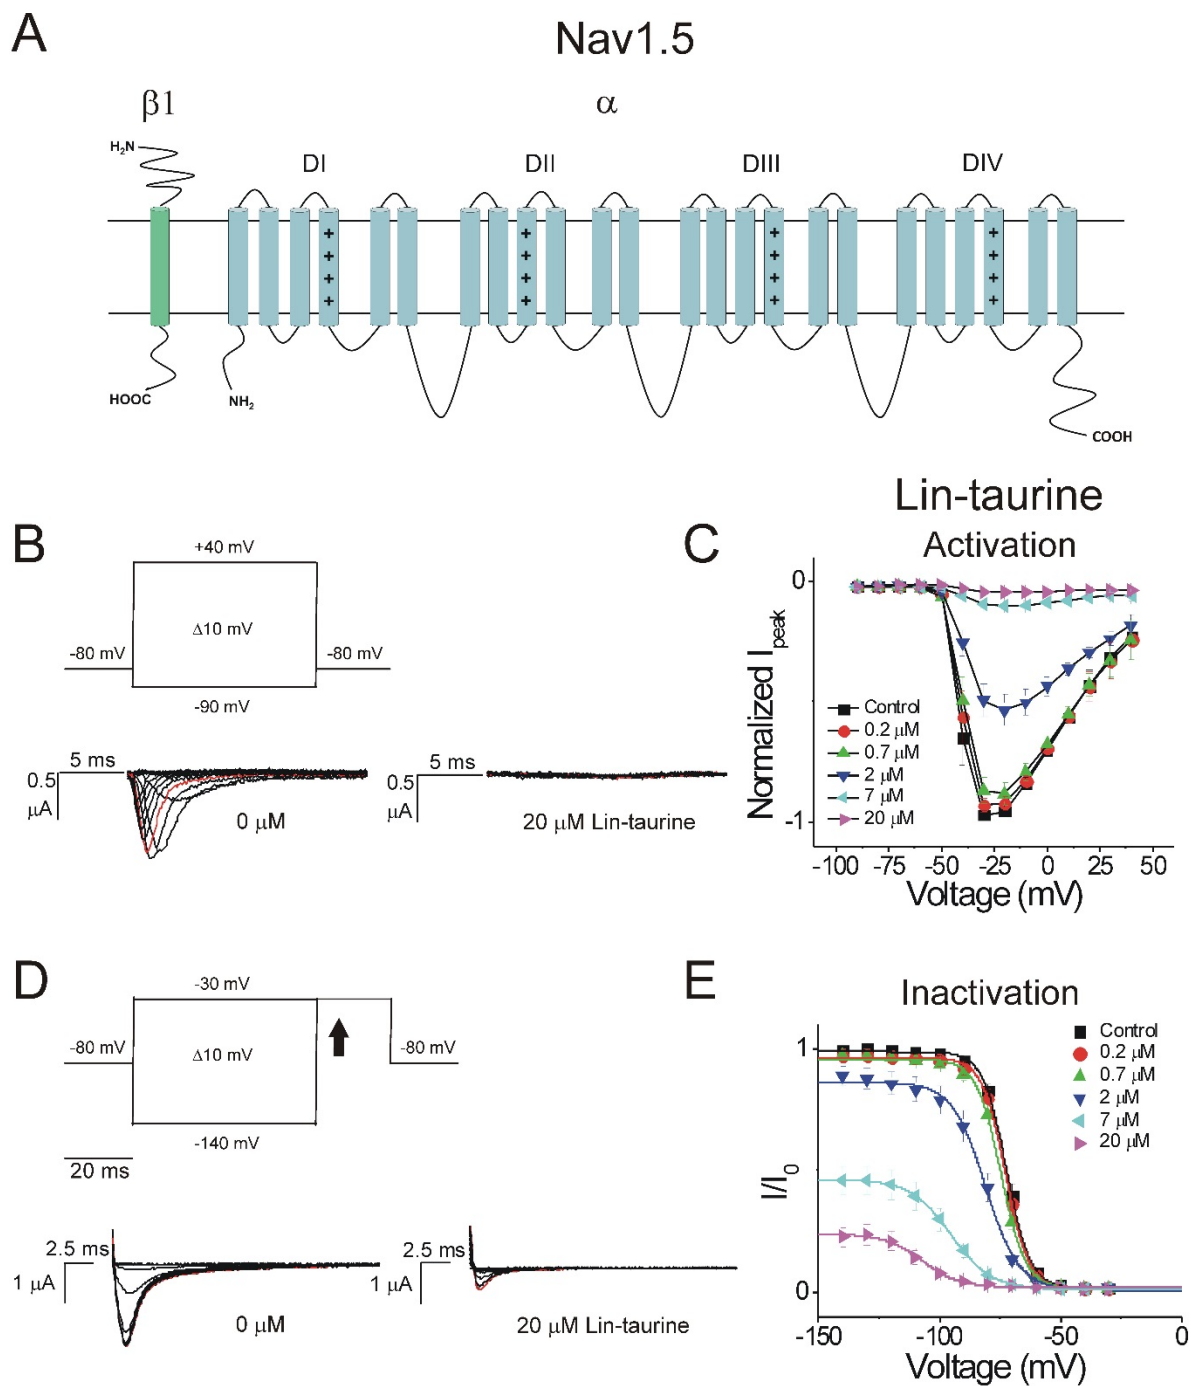 A
Nav1.5
β1
α
H₂N
DI
DII
DIII
DIV
+ + + +
+ + + +
+ + + +
+ + + +
HOOC
NH₂
COOH
Lin-taurine
B
+40 mV
-80 mV
Δ10 mV
-80 mV
-90 mV
5 ms
0.5 μA
0 μM
5 ms
0.5 μA
20 μM Lin-taurine
C
Activation
Normalized I_peak
0
-1
Control
0.2 μM
0.7 μM
2 μM
7 μM
20 μM
-100 -75 -50 -25 0 25 50
Voltage (mV)
D
-30 mV
-80 mV
Δ10 mV
-80 mV
-140 mV
20 ms
2.5 ms
1 μA
0 μM
2.5 ms
1 μA
20 μM Lin-taurine
E
Inactivation
I/I₀
1
0
Control
0.2 μM
0.7 μM
2 μM
7 μM
20 μM
-150 -100 -50 0
Voltage (mV)